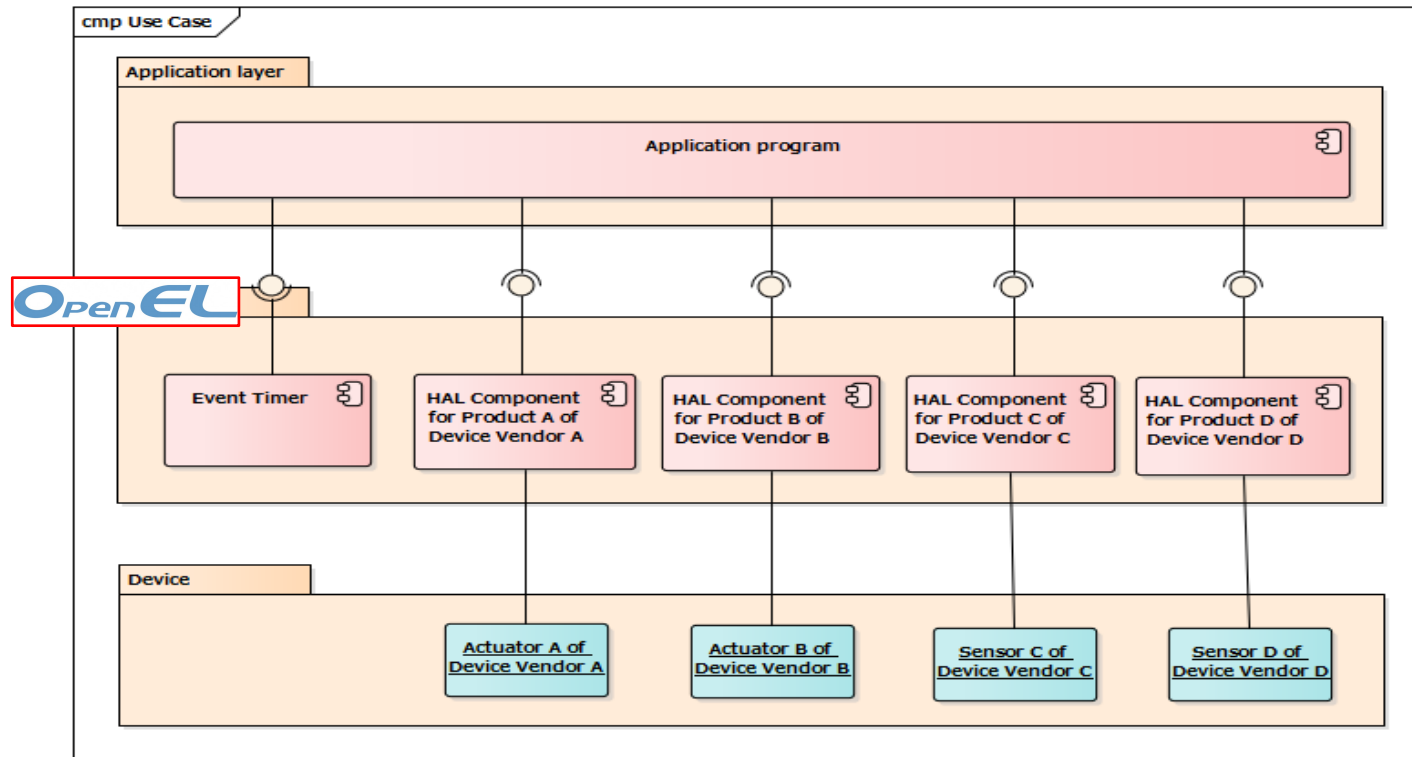 cmp Use Case
Application layer
Application program
OpenEL
Event Timer
HAL Component
for Product A of
Device Vendor A
HAL Component
for Product B of
Device Vendor B
HAL Component
for Product C of
Device Vendor C
HAL Component
for Product D of
Device Vendor D
Device
Actuator A of
Device Vendor A
Actuator B of
Device Vendor B
Sensor C of
Device Vendor C
Sensor D of
Device Vendor D